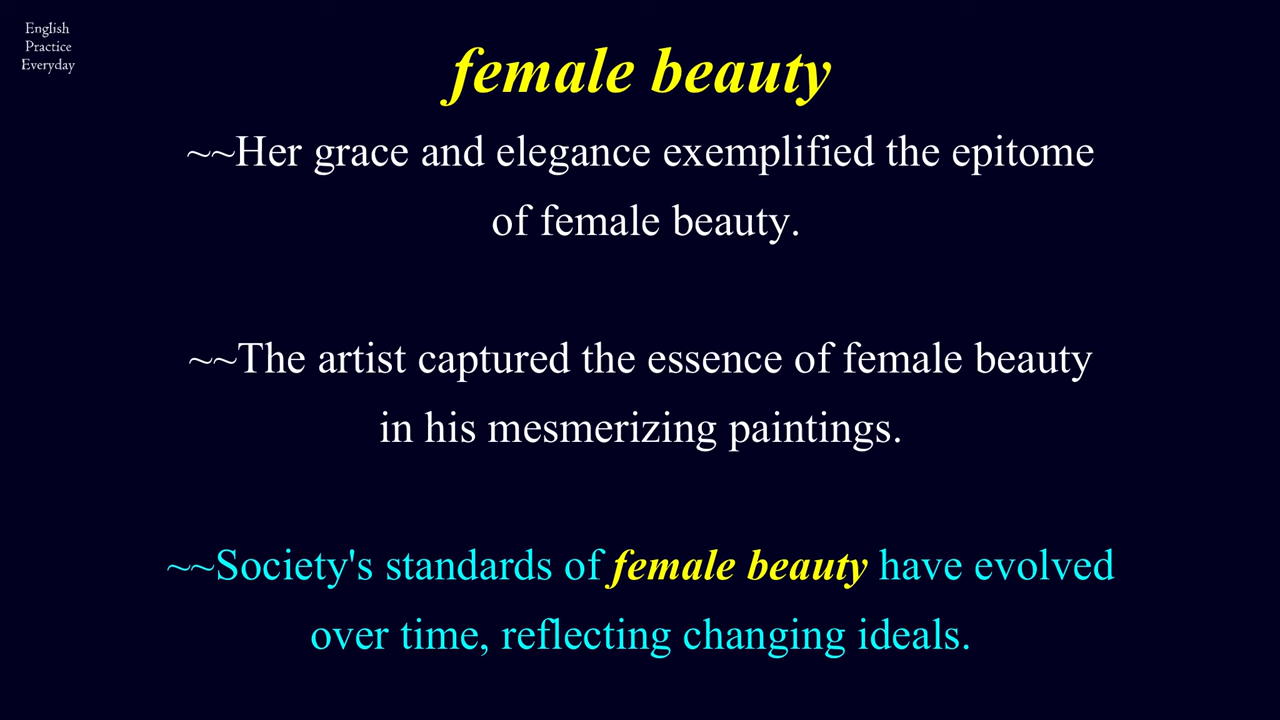 English
Practice
Everyday
female beauty
~~Her grace and elegance exemplified the epitome
of female beauty.
~~The artist captured the essence of female beauty
in his mesmerizing paintings.
~~Society's standards of female beauty have evolved
over time, reflecting changing ideals.